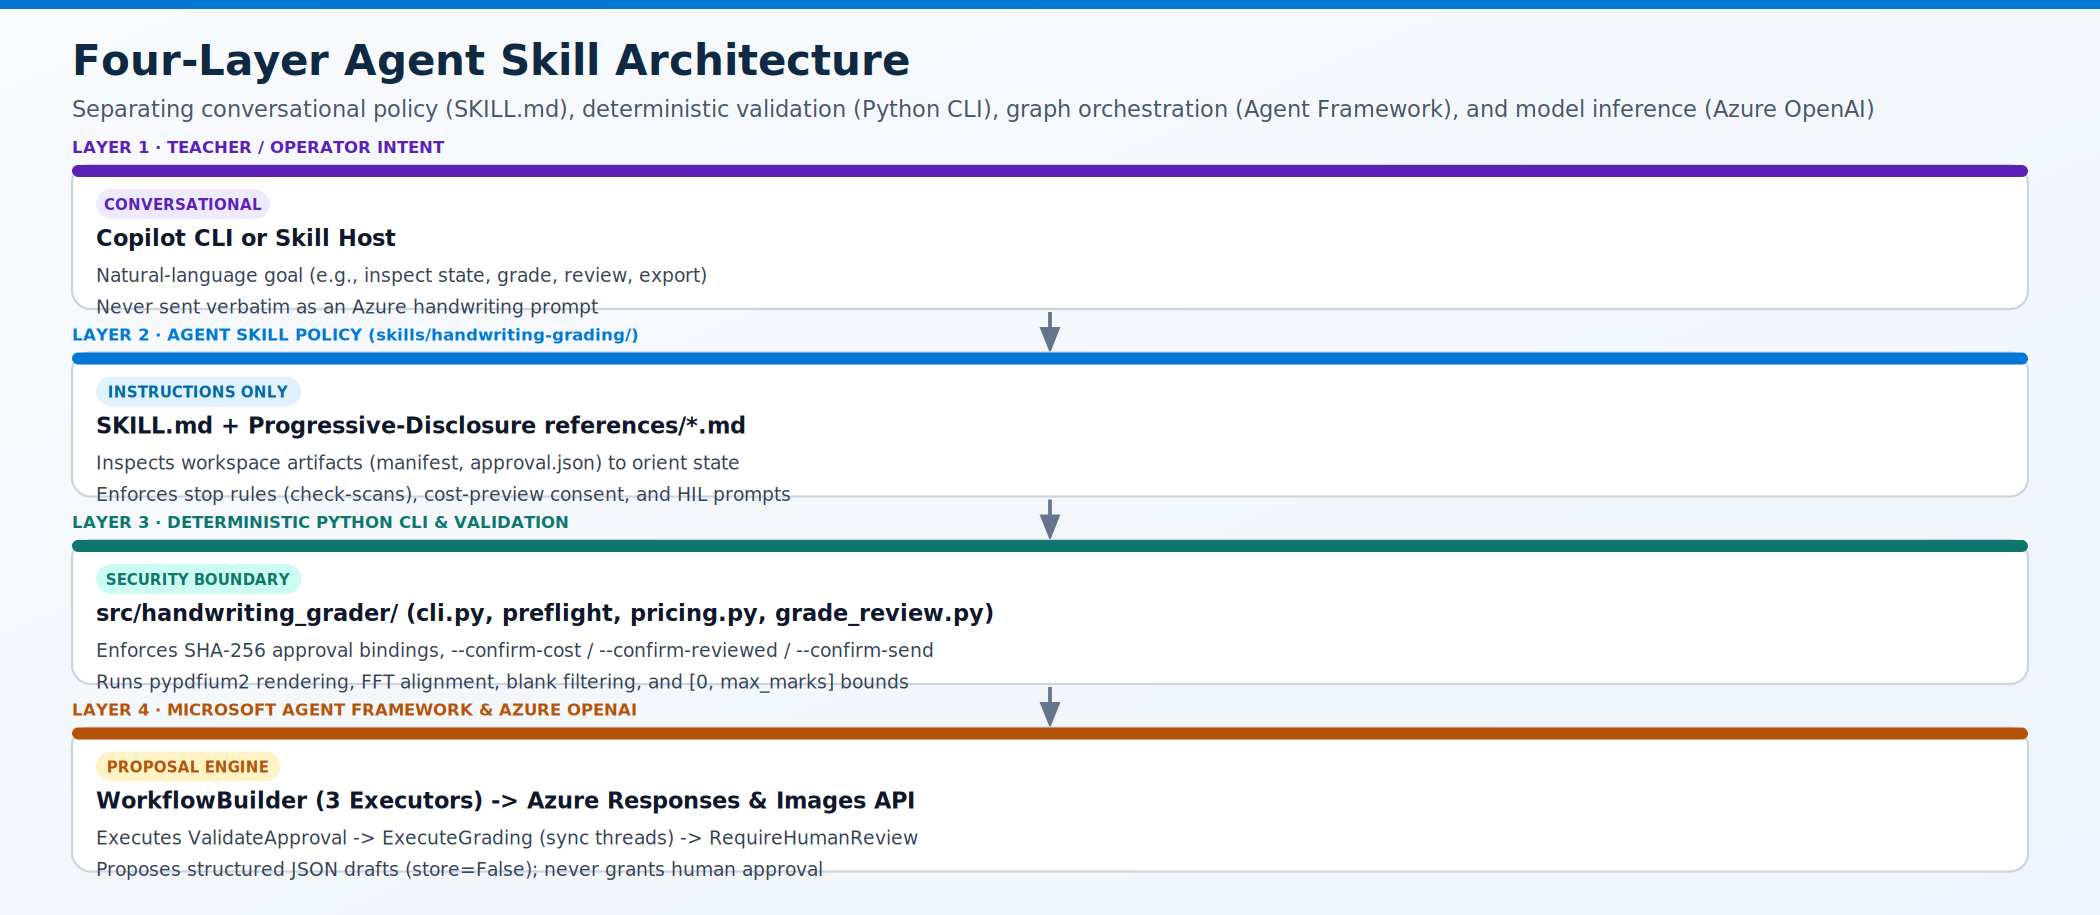 Four-Layer Agent Skill Architecture
Separating conversational policy (SKILL.md), deterministic validation (Python CLI), graph orchestration (Agent Framework), and model inference (Azure OpenAI)
LAYER 1 · TEACHER / OPERATOR INTENT
CONVERSATIONAL
Copilot CLI or Skill Host
Natural-language goal (e.g., inspect state, grade, review, export)
Never sent verbatim as an Azure handwriting prompt
LAYER 2 · AGENT SKILL POLICY (skills/handwriting-grading/)
INSTRUCTIONS ONLY
SKILL.md + Progressive-Disclosure references/*.md
Inspects workspace artifacts (manifest, approval.json) to orient state
Enforces stop rules (check-scans), cost-preview consent, and HIL prompts
LAYER 3 · DETERMINISTIC PYTHON CLI & VALIDATION
SECURITY BOUNDARY
src/handwriting_grader/ (cli.py, preflight, pricing.py, grade_review.py)
Enforces SHA-256 approval bindings, --confirm-cost / --confirm-reviewed / --confirm-send
Runs pypdfium2 rendering, FFT alignment, blank filtering, and [0, max_marks] bounds
LAYER 4 · MICROSOFT AGENT FRAMEWORK & AZURE OPENAI
PROPOSAL ENGINE
WorkflowBuilder (3 Executors) -> Azure Responses & Images API
Executes ValidateApproval -> ExecuteGrading (sync threads) -> RequireHumanReview
Proposes structured JSON drafts (store=False); never grants human approval